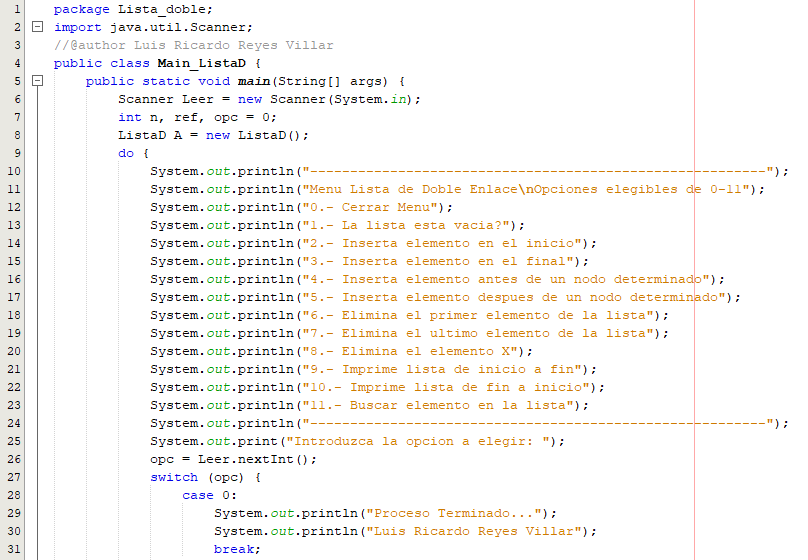 1 package Lista_doble;
2 import java.util.Scanner;
3 //@author Luis Ricardo Reyes Villar
4 public class Main_ListaD {
5 public static void main(String[] args) {
6 Scanner Leer = new Scanner(System.in);
7 int n, ref, opc = 0;
8 ListaD A = new ListaD();
9 do {
10 System.out.println("---------------------------------------------------------");
11 System.out.println("Menu Lista de Doble Enlace\nOpciones elegibles de 0-11");
12 System.out.println("0.- Cerrar Menu");
13 System.out.println("1.- La lista esta vacia?");
14 System.out.println("2.- Inserta elemento en el inicio");
15 System.out.println("3.- Inserta elemento en el final");
16 System.out.println("4.- Inserta elemento antes de un nodo determinado");
17 System.out.println("5.- Inserta elemento despues de un nodo determinado");
18 System.out.println("6.- Elimina el primer elemento de la lista");
19 System.out.println("7.- Elimina el ultimo elemento de la lista");
20 System.out.println("8.- Elimina el elemento X");
21 System.out.println("9.- Imprime lista de inicio a fin");
22 System.out.println("10.- Imprime lista de fin a inicio");
23 System.out.println("11.- Buscar elemento en la lista");
24 System.out.println("---------------------------------------------------------");
25 System.out.print("Introduzca la opcion a elegir: ");
26 opc = Leer.nextInt();
27 switch (opc) {
28 case 0:
29 System.out.println("Proceso Terminado...");
30 System.out.println("Luis Ricardo Reyes Villar");
31 break;